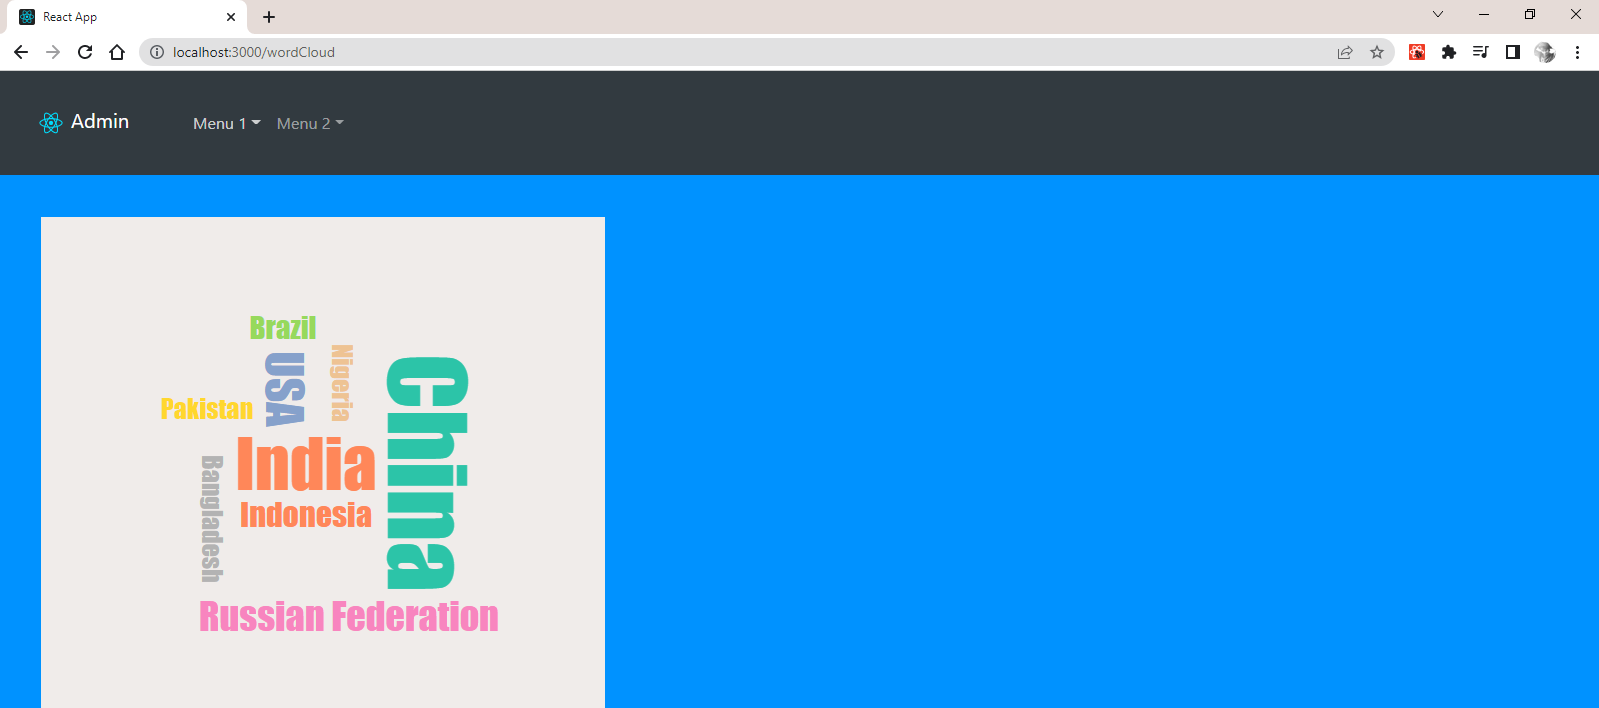 React App
localhost:3000/wordCloud
Admin
Menu 1
Menu 2
Brazil
USA
Nigeria
China
Pakistan
India
Bangladesh
Indonesia
Russian Federation